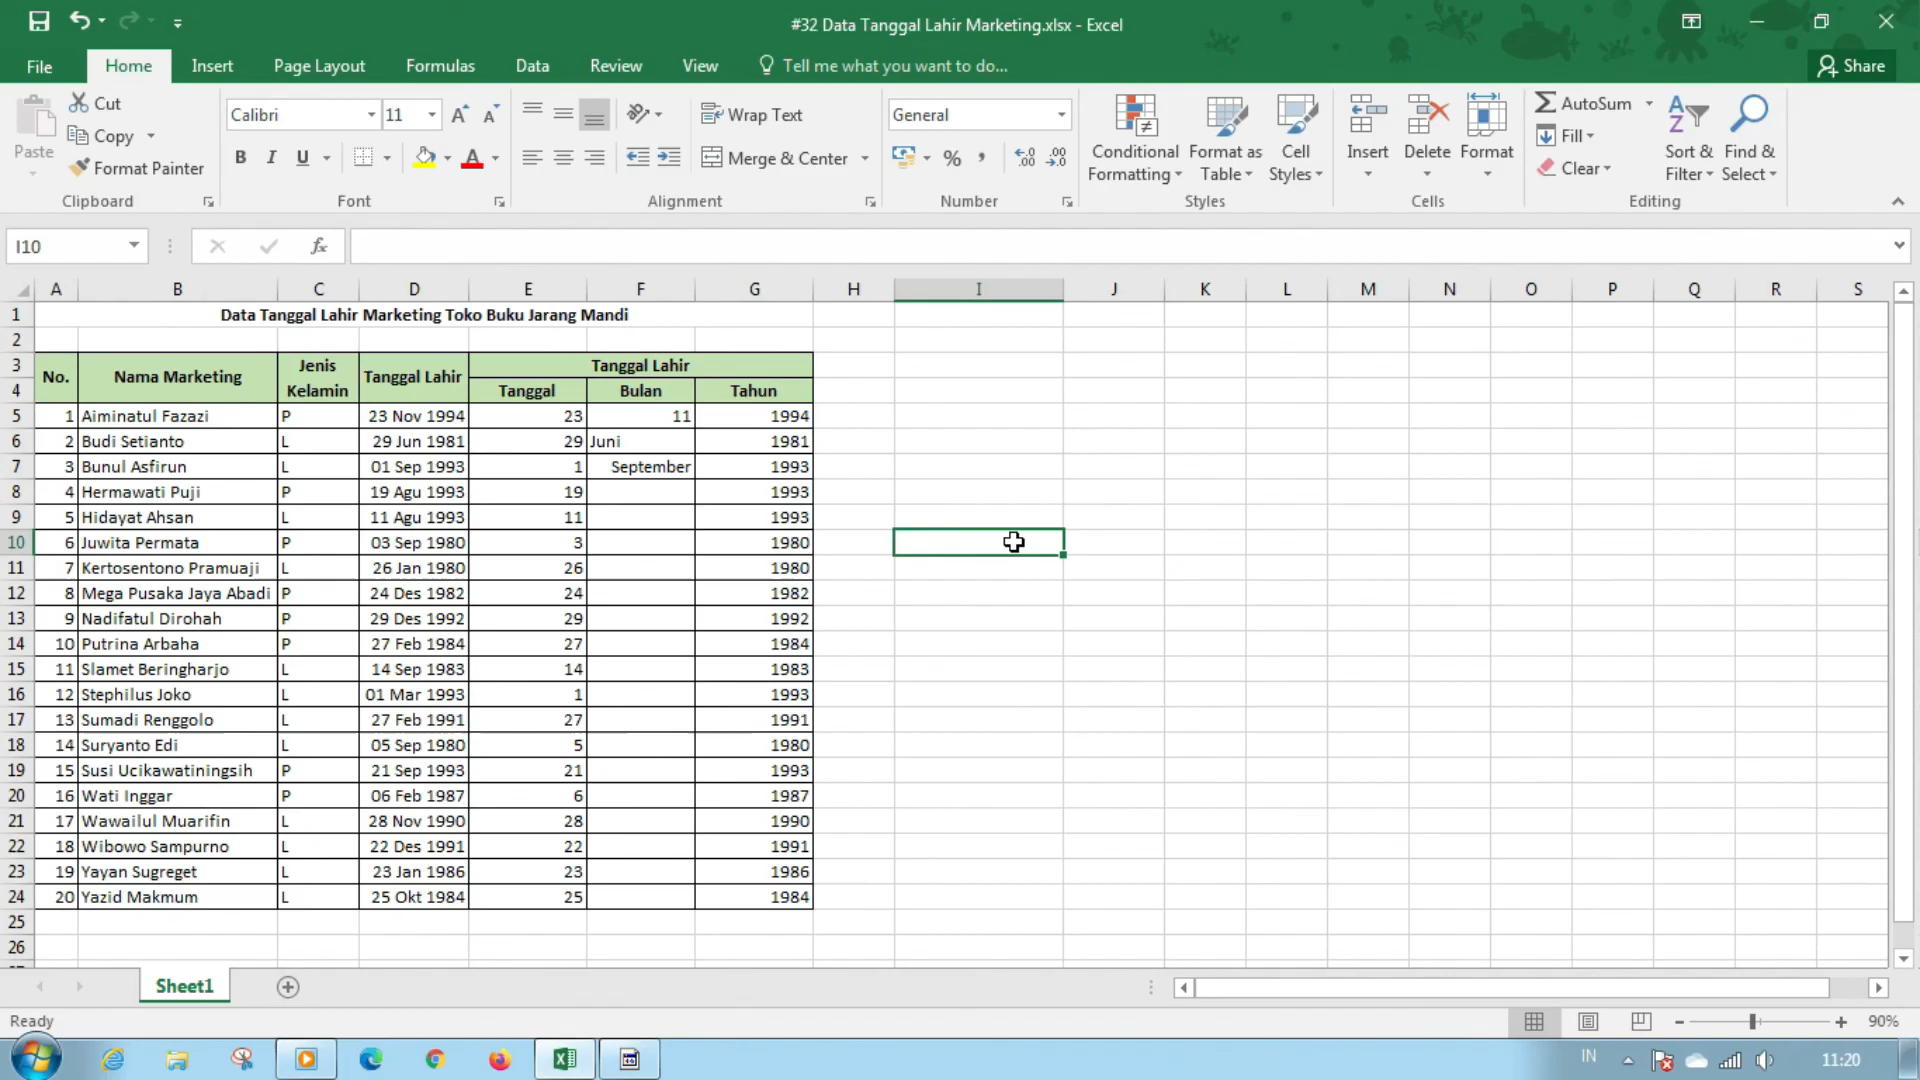 #32 Data Tanggal Lahir Marketing.xlsx - Excel
File Home Insert Page Layout Formulas Data Review View Tell me what you want to do... Share
Paste
Cut
Copy
Format Painter
Clipboard
Calibri 11
B I U A
Font
Wrap Text
Merge & Center
Alignment
General
%
Number
Conditional Formatting
Format as Table
Cell Styles
Styles
Insert
Delete
Format
Cells
AutoSum
Fill
Clear
Sort & Filter
Find & Select
Editing
I10
fx
A B C D E F G H I J K L M N O P Q R S
1 Data Tanggal Lahir Marketing Toko Buku Jarang Mandi
2
3 No. Nama Marketing Jenis Kelamin Tanggal Lahir Tanggal Lahir
4 Tanggal Bulan Tahun
5 1 Aiminatul Fazazi P 23 Nov 1994 23 11 1994
6 2 Budi Setianto L 29 Jun 1981 29 Juni 1981
7 3 Bunul Asfirun L 01 Sep 1993 1 September 1993
8 4 Hermawati Puji P 19 Agu 1993 19 1993
9 5 Hidayat Ahsan L 11 Agu 1993 11 1993
10 6 Juwita Permata P 03 Sep 1980 3 1980
11 7 Kertosentono Pramuaji L 26 Jan 1980 26 1980
12 8 Mega Pusaka Jaya Abadi P 24 Des 1982 24 1982
13 9 Nadifatul Dirohah P 29 Des 1992 29 1992
14 10 Putrina Arbaha P 27 Feb 1984 27 1984
15 11 Slamet Beringharjo L 14 Sep 1983 14 1983
16 12 Stephilus Joko L 01 Mar 1993 1 1993
17 13 Sumadi Renggolo L 27 Feb 1991 27 1991
18 14 Suryanto Edi L 05 Sep 1980 5 1980
19 15 Susi Ucikawatiningsih P 21 Sep 1993 21 1993
20 16 Wati Inggar P 06 Feb 1987 6 1987
21 17 Wawailul Muarifin L 28 Nov 1990 28 1990
22 18 Wibowo Sampurno L 22 Des 1991 22 1991
23 19 Yayan Sugreget L 23 Jan 1986 23 1986
24 20 Yazid Makmum L 25 Okt 1984 25 1984
25
26
Sheet1
Ready 90%
IN 11:20